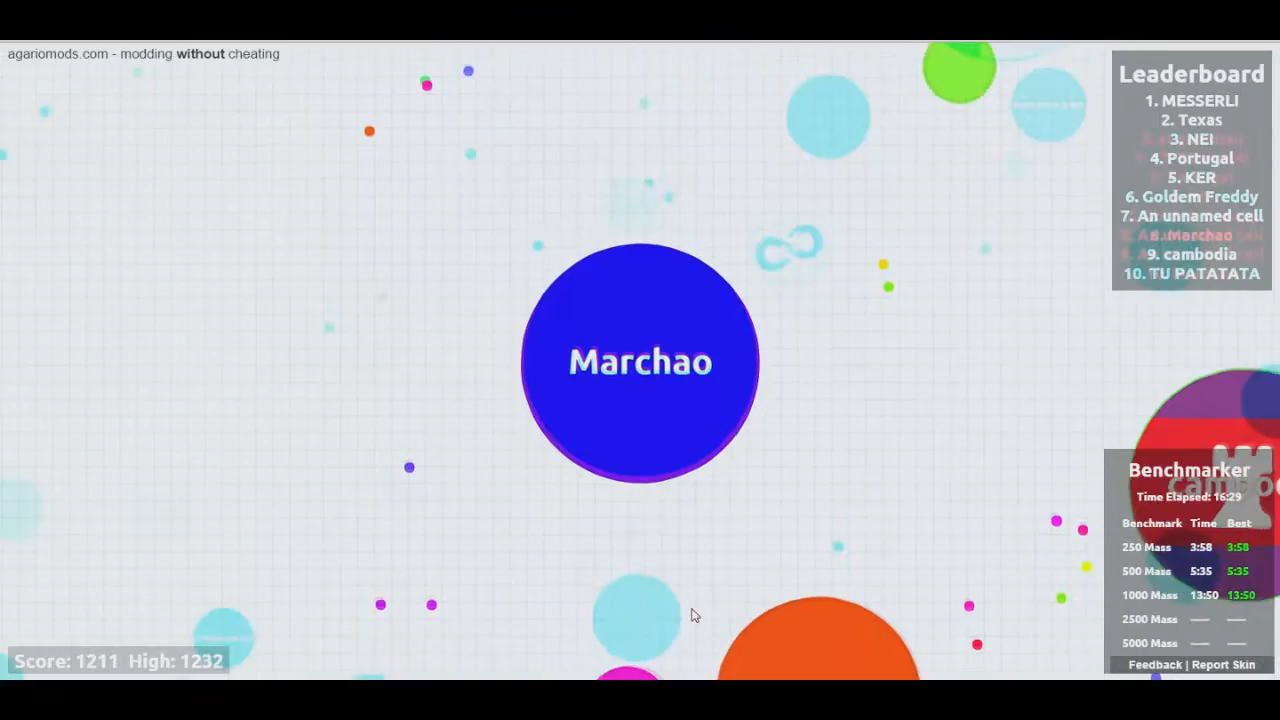 agariomods.com - modding without cheating
Leaderboard
1. MESSERLI
2. Texas
3. NEI
4. Portugal
5. KER
6. Goldem Freddy
7. An unnamed cell
8. Marchao
9. cambodia
10. TU PATATATA
Marchao
Benchmarker
Time Elapsed: 16:29
Benchmark Time Best
250 Mass 3:58 3:58
500 Mass 5:35 5:35
1000 Mass 13:50 13:50
2500 Mass — —
5000 Mass — —
Feedback | Report Skin
Score: 1211 High: 1232